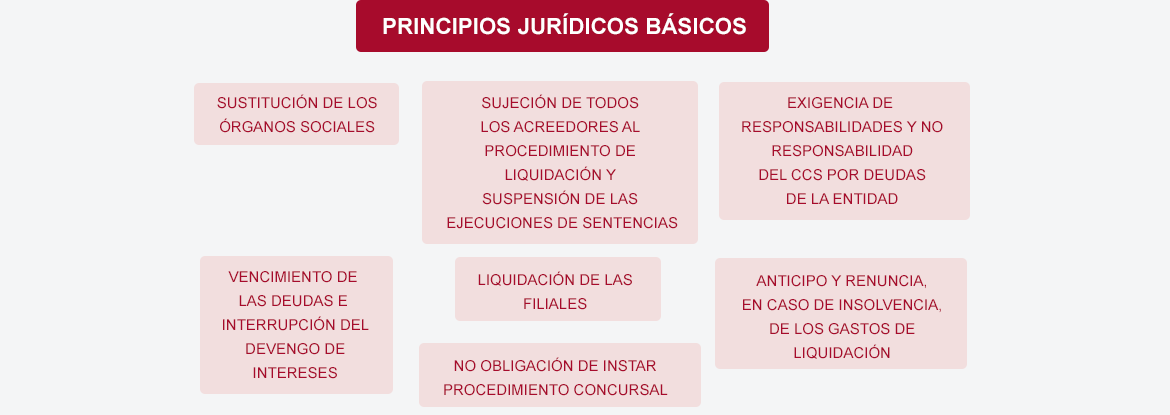 PRINCIPIOS JURÍDICOS BÁSICOS
SUSTITUCIÓN DE LOS
ÓRGANOS SOCIALES
SUJECIÓN DE TODOS
LOS ACREEDORES AL
PROCEDIMIENTO DE
LIQUIDACIÓN Y
SUSPENSIÓN DE LAS
EJECUCIONES DE SENTENCIAS
EXIGENCIA DE
RESPONSABILIDADES Y NO
RESPONSABILIDAD
DEL CCS POR DEUDAS
DE LA ENTIDAD
VENCIMIENTO DE
LAS DEUDAS E
INTERRUPCIÓN DEL
DEVENGO DE
INTERESES
LIQUIDACIÓN DE LAS
FILIALES
NO OBLIGACIÓN DE INSTAR
PROCEDIMIENTO CONCURSAL
ANTICIPO Y RENUNCIA,
EN CASO DE INSOLVENCIA,
DE LOS GASTOS DE
LIQUIDACIÓN